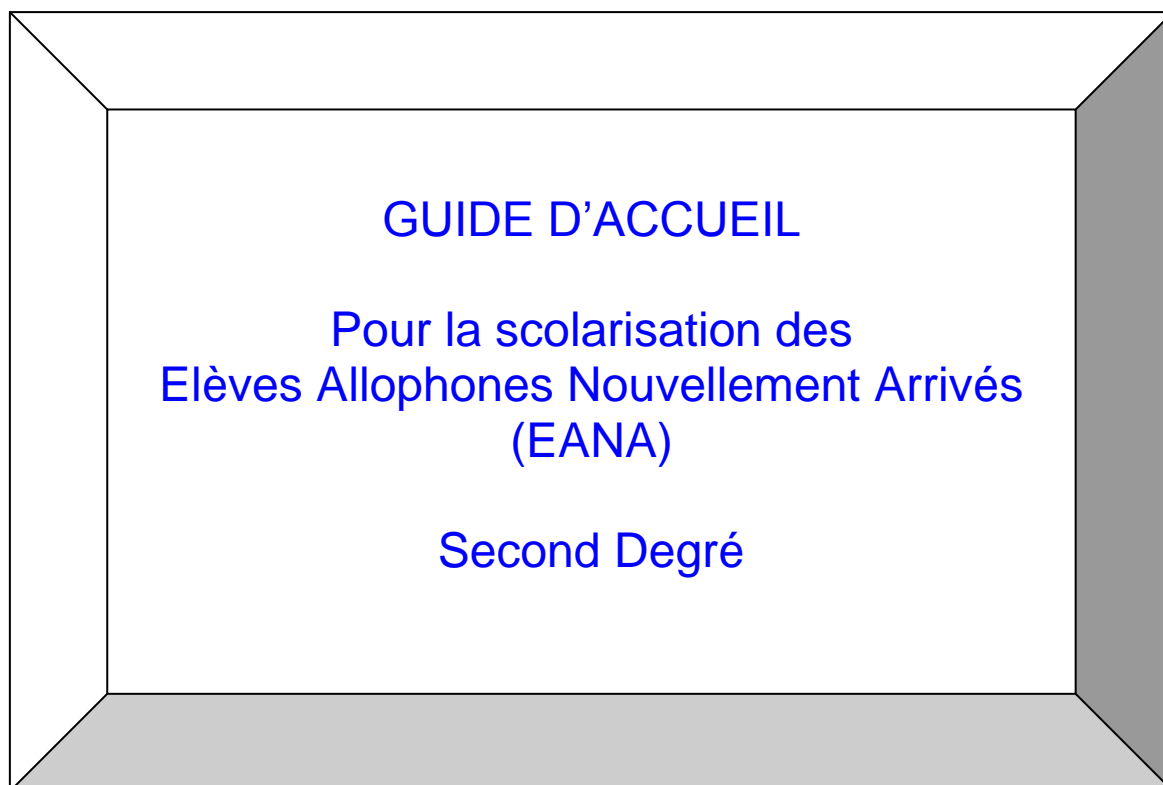 GUIDE D'ACCUEIL
Pour la scolarisation des
Elèves Allophones Nouvellement Arrivés
(EANA)
Second Degré